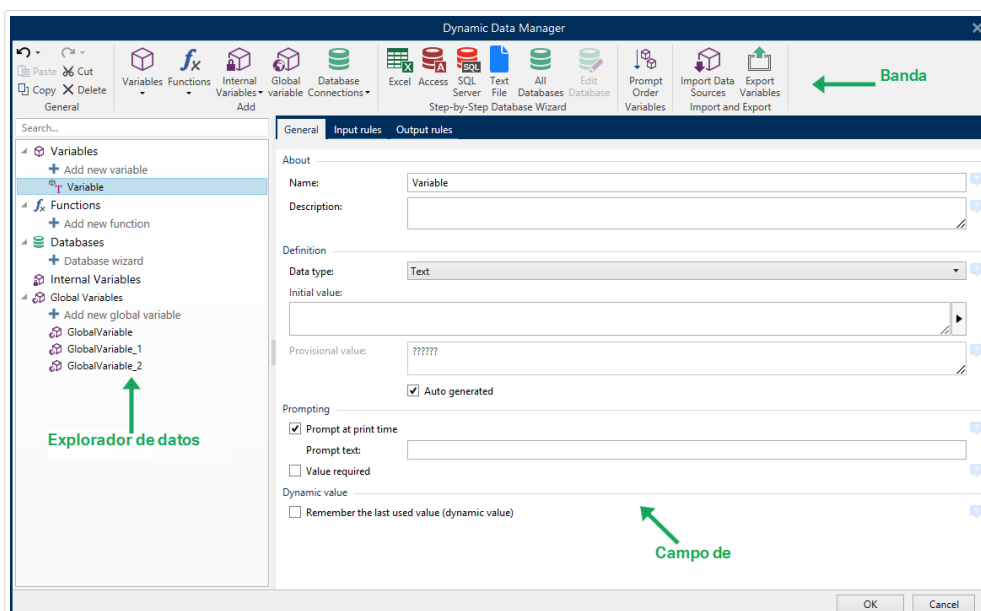 Dynamic Data Manager
Paste Cut
Copy Delete
General
Variables Functions Internal Variables Global variable Database Connections
Add
Excel Access SQL Server Text File All Databases Edit Database
Step-by-Step Database Wizard
Prompt Order
Variables
Import Data Sources Export Variables
Import and Export
Banda
Search...
Variables
Add new variable
Variable
Functions
Add new function
Databases
Database wizard
Internal Variables
Global Variables
Add new global variable
GlobalVariable
GlobalVariable_1
GlobalVariable_2
Explorador de datos
General Input rules Output rules
About
Name: Variable
Description:
Definition
Data type: Text
Initial value:
Provisional value: ??????
Auto generated
Prompting
Prompt at print time
Prompt text:
Value required
Dynamic value
Remember the last used value (dynamic value)
Campo de
OK Cancel